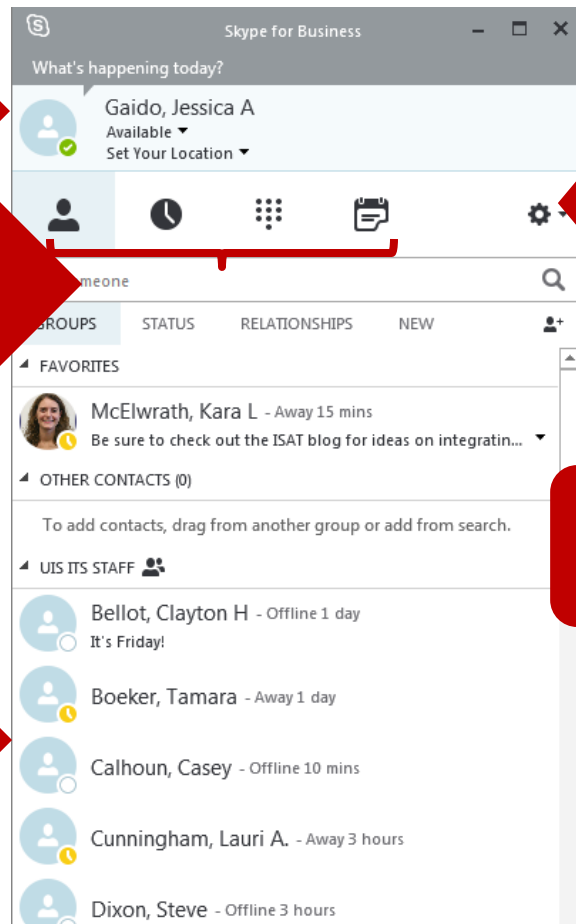 Skype for Business
What's happening today?
Gaido, Jessica A
Available
Set Your Location
meone
GROUPS STATUS RELATIONSHIPS NEW
FAVORITES
McElwrath, Kara L - Away 15 mins
Be sure to check out the ISAT blog for ideas on integratin...
OTHER CONTACTS (0)
To add contacts, drag from another group or add from search.
UIS ITS STAFF
Bellot, Clayton H - Offline 1 day
It's Friday!
Boeker, Tamara - Away 1 day
Calhoun, Casey - Offline 10 mins
Cunningham, Lauri A. - Away 3 hours
Dixon, Steve - Offline 3 hours